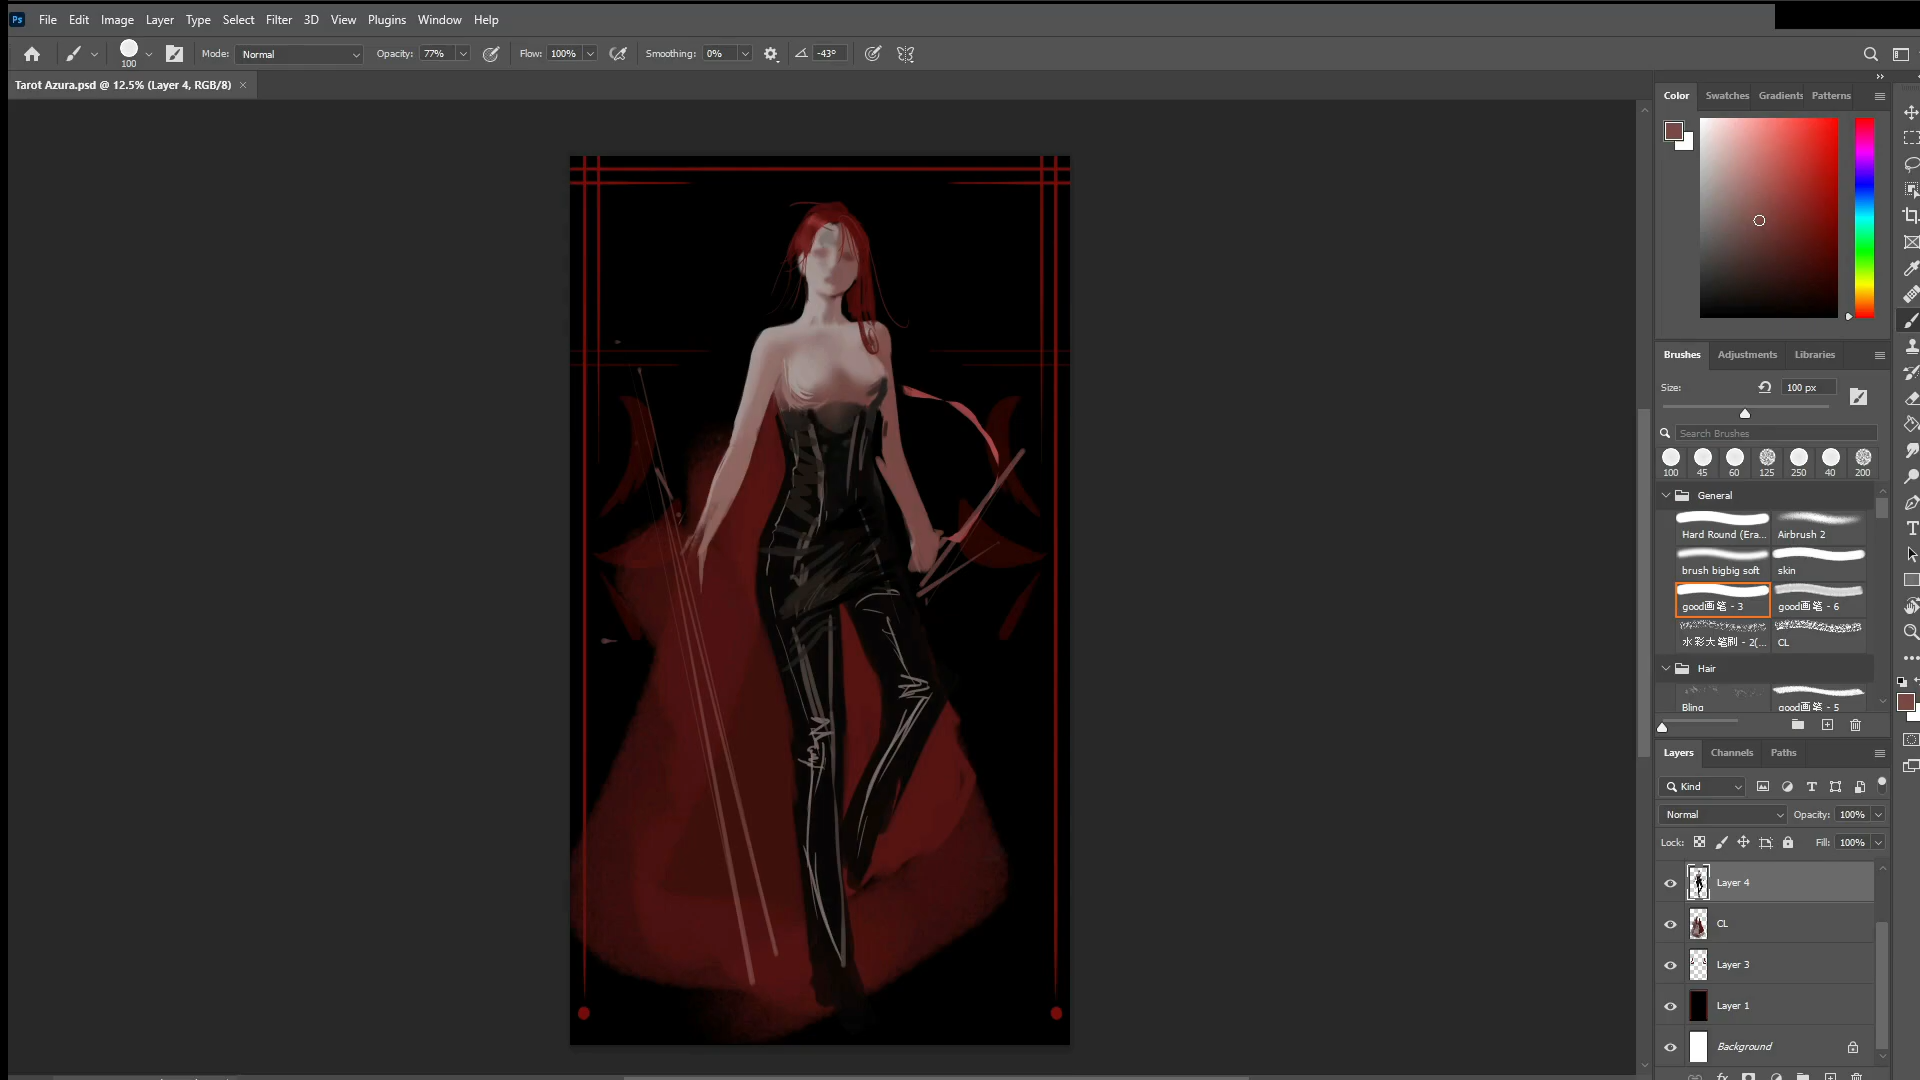 Ps File Edit Image Layer Type Select Filter 3D View Plugins Window Help
100 Mode: Normal Opacity: 77% Flow: 100% Smoothing: 0% -43°
Tarot Azura.psd @ 12.5% (Layer 4, RGB/8) ×
Color Swatches Gradients Patterns
Brushes Adjustments Libraries
Size: 100 px
Search Brushes
100 45 60 125 250 40 200
General
Hard Round (Era... Airbrush 2
brush bigbig soft skin
good画笔 - 3 good画笔 - 6
水彩大笔刷 - 2(... CL
Hair
Bling good画笔 - 5
Layers Channels Paths
Kind
Normal Opacity: 100%
Lock: Fill: 100%
Layer 4
CL
Layer 3
Layer 1
Background